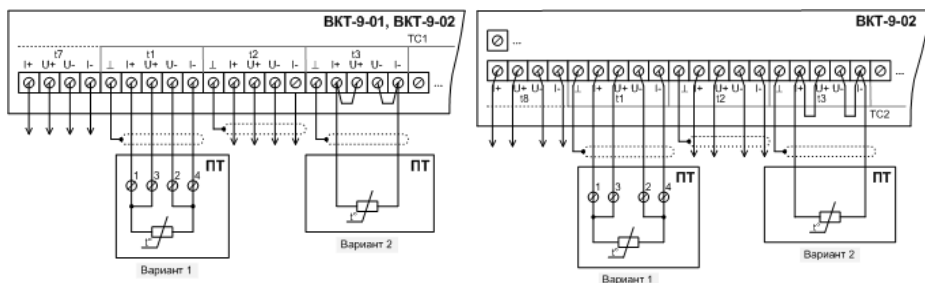 ВКТ-9-01, ВКТ-9-02
ТС1
t7 t1 t2 t3
I+ U+ U- I- ⊥ I+ U+ U- I- ⊥ I+ U+ U- I- ⊥ I+ U+ U- I-
...
ПТ
1 3 2 4
t°
Вариант 1
ПТ
t°
Вариант 2
ВКТ-9-02
...
...
I+ U+ U- I- ⊥ I+ U+ U- I- ⊥ I+ U+ U- I- ⊥ I+ U+ U- I-
t8 t1 t2 t3
ТС2
ПТ
1 3 2 4
t°
Вариант 1
ПТ
t°
Вариант 2